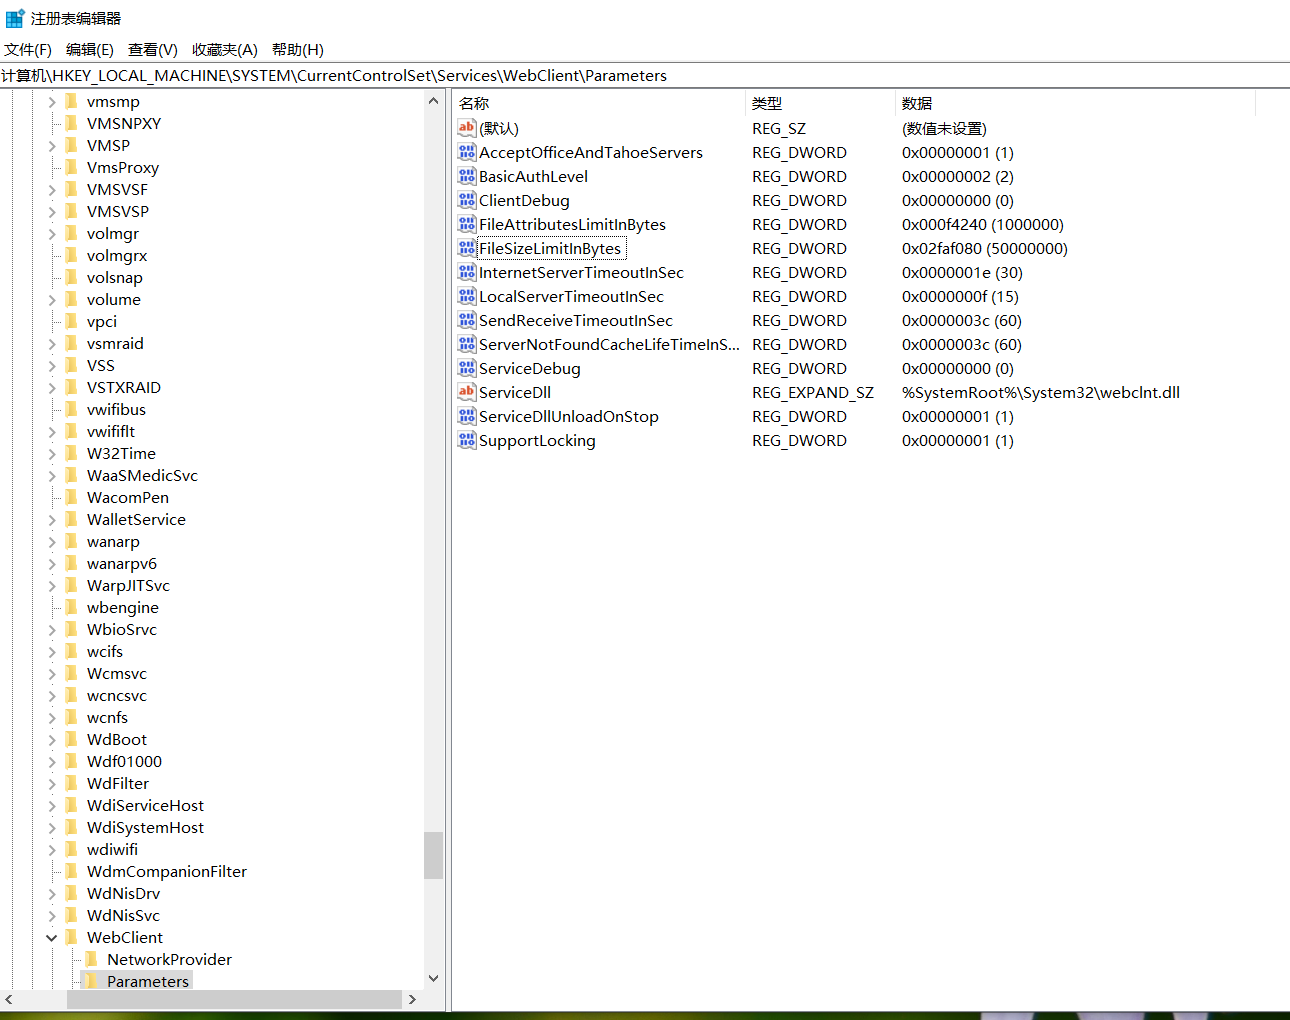 注册表编辑器
文件(F) 编辑(E) 查看(V) 收藏夹(A) 帮助(H)
计算机\HKEY_LOCAL_MACHINE\SYSTEM\CurrentControlSet\Services\WebClient\Parameters
vmsmp
VMSNPXY
VMSP
VmsProxy
VMSVSF
VMSVSP
volmgr
volmgrx
volsnap
volume
vpci
vsmraid
VSS
VSTXRAID
vwifibus
vwififlt
W32Time
WaaSMedicSvc
WacomPen
WalletService
wanarp
wanarpv6
WarpJITSvc
wbengine
WbioSrvc
wcifs
Wcmsvc
wcncsvc
wcnfs
WdBoot
Wdf01000
WdFilter
WdiServiceHost
WdiSystemHost
wdiwifi
WdmCompanionFilter
WdNisDrv
WdNisSvc
WebClient
NetworkProvider
Parameters
名称 类型 数据
(默认) REG_SZ (数值未设置)
AcceptOfficeAndTahoeServers REG_DWORD 0x00000001 (1)
BasicAuthLevel REG_DWORD 0x00000002 (2)
ClientDebug REG_DWORD 0x00000000 (0)
FileAttributesLimitInBytes REG_DWORD 0x000f4240 (1000000)
FileSizeLimitInBytes REG_DWORD 0x02faf080 (50000000)
InternetServerTimeoutInSec REG_DWORD 0x0000001e (30)
LocalServerTimeoutInSec REG_DWORD 0x0000000f (15)
SendReceiveTimeoutInSec REG_DWORD 0x0000003c (60)
ServerNotFoundCacheLifeTimeInS... REG_DWORD 0x0000003c (60)
ServiceDebug REG_DWORD 0x00000000 (0)
ServiceDll REG_EXPAND_SZ %SystemRoot%\System32\webclnt.dll
ServiceDllUnloadOnStop REG_DWORD 0x00000001 (1)
SupportLocking REG_DWORD 0x00000001 (1)